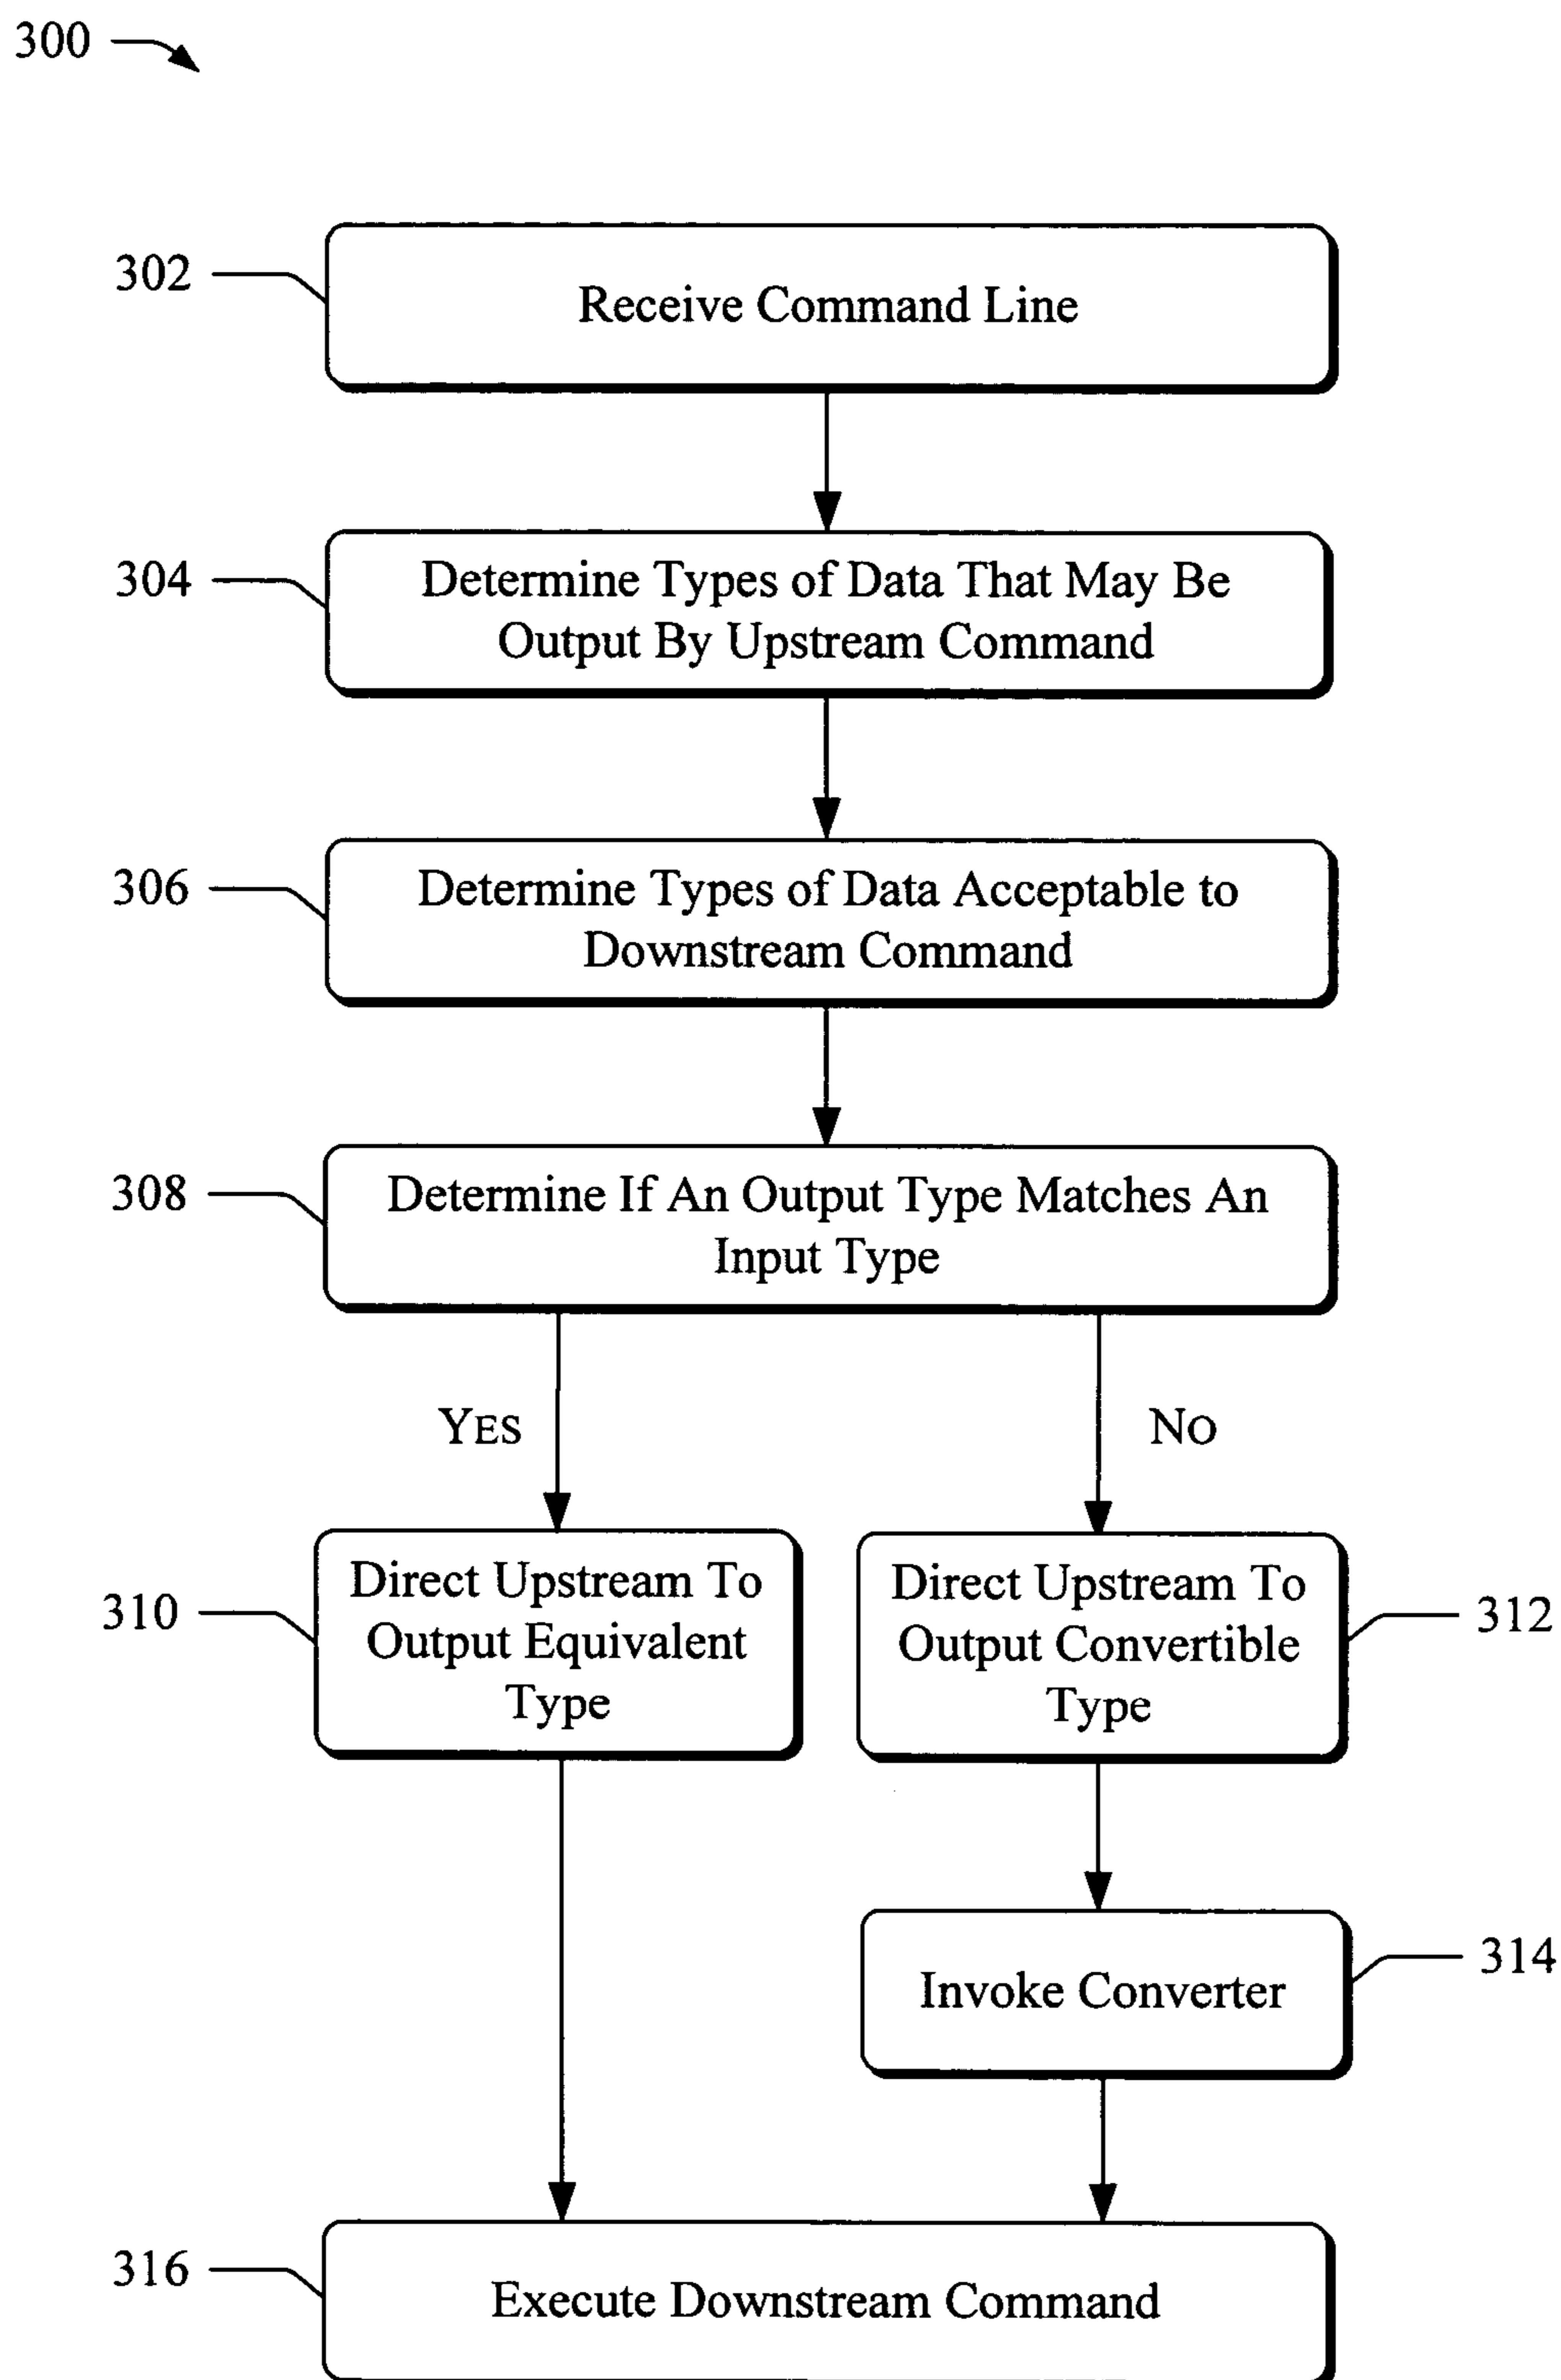 300
302
Receive Command Line
304
Determine Types of Data That May Be
Output By Upstream Command
306
Determine Types of Data Acceptable to
Downstream Command
308
Determine If An Output Type Matches An
Input Type
YES
NO
310
Direct Upstream To
Output Equivalent
Type
Direct Upstream To
Output Convertible
Type
312
Invoke Converter
314
316
Execute Downstream Command